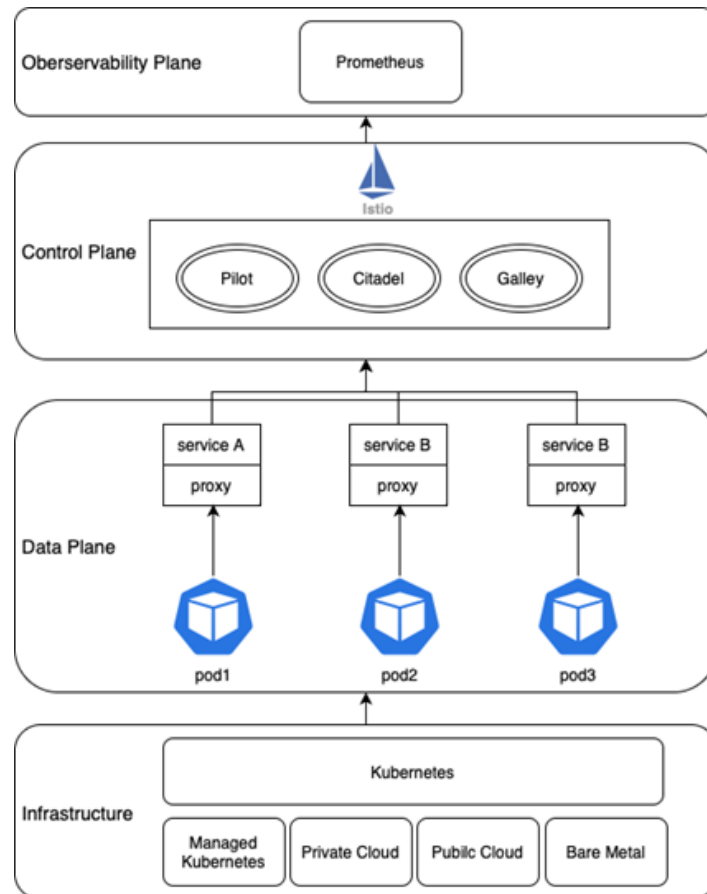 Oberservability Plane
Prometheus
Istio
Control Plane
Pilot
Citadel
Galley
service A
service B
service B
proxy
proxy
proxy
Data Plane
pod1
pod2
pod3
Kubernetes
Infrastructure
Managed
Kubernetes
Private Cloud
Pubilc Cloud
Bare Metal